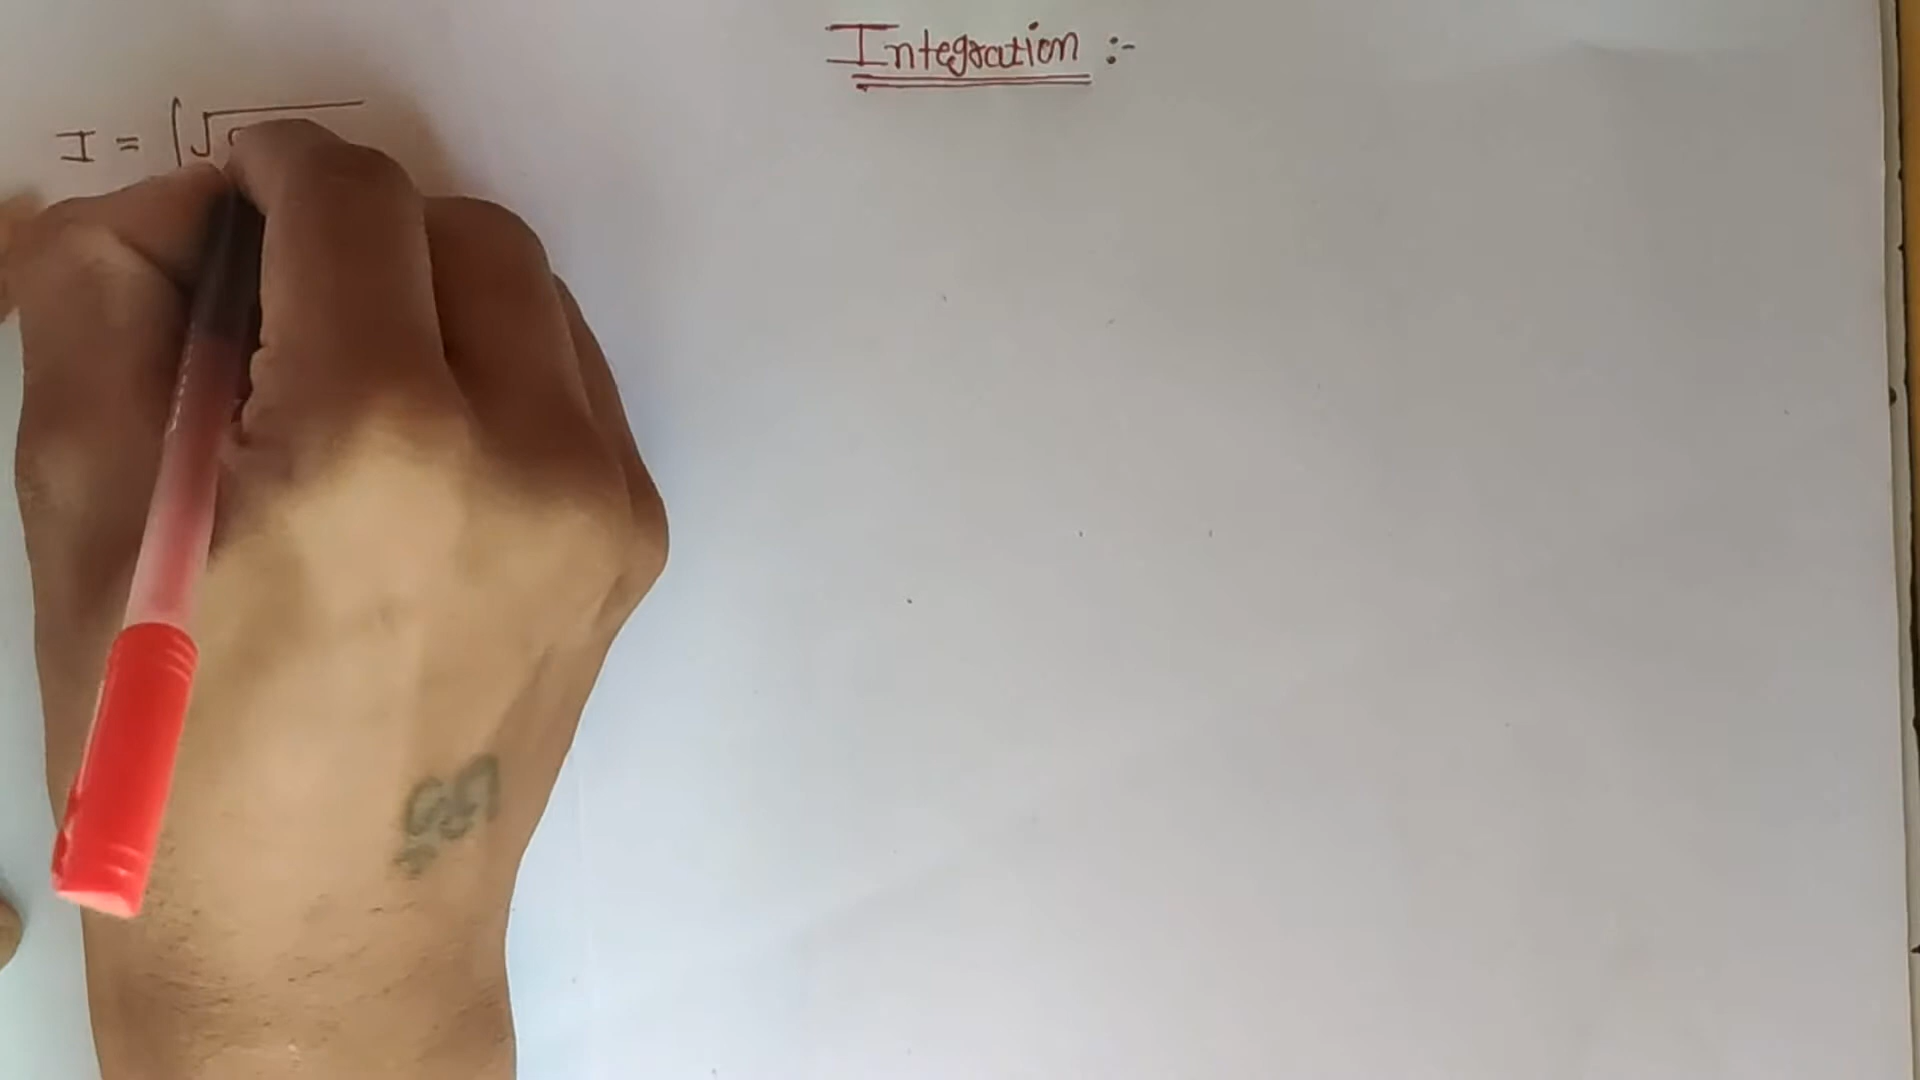 Integration :-
I = ∫√